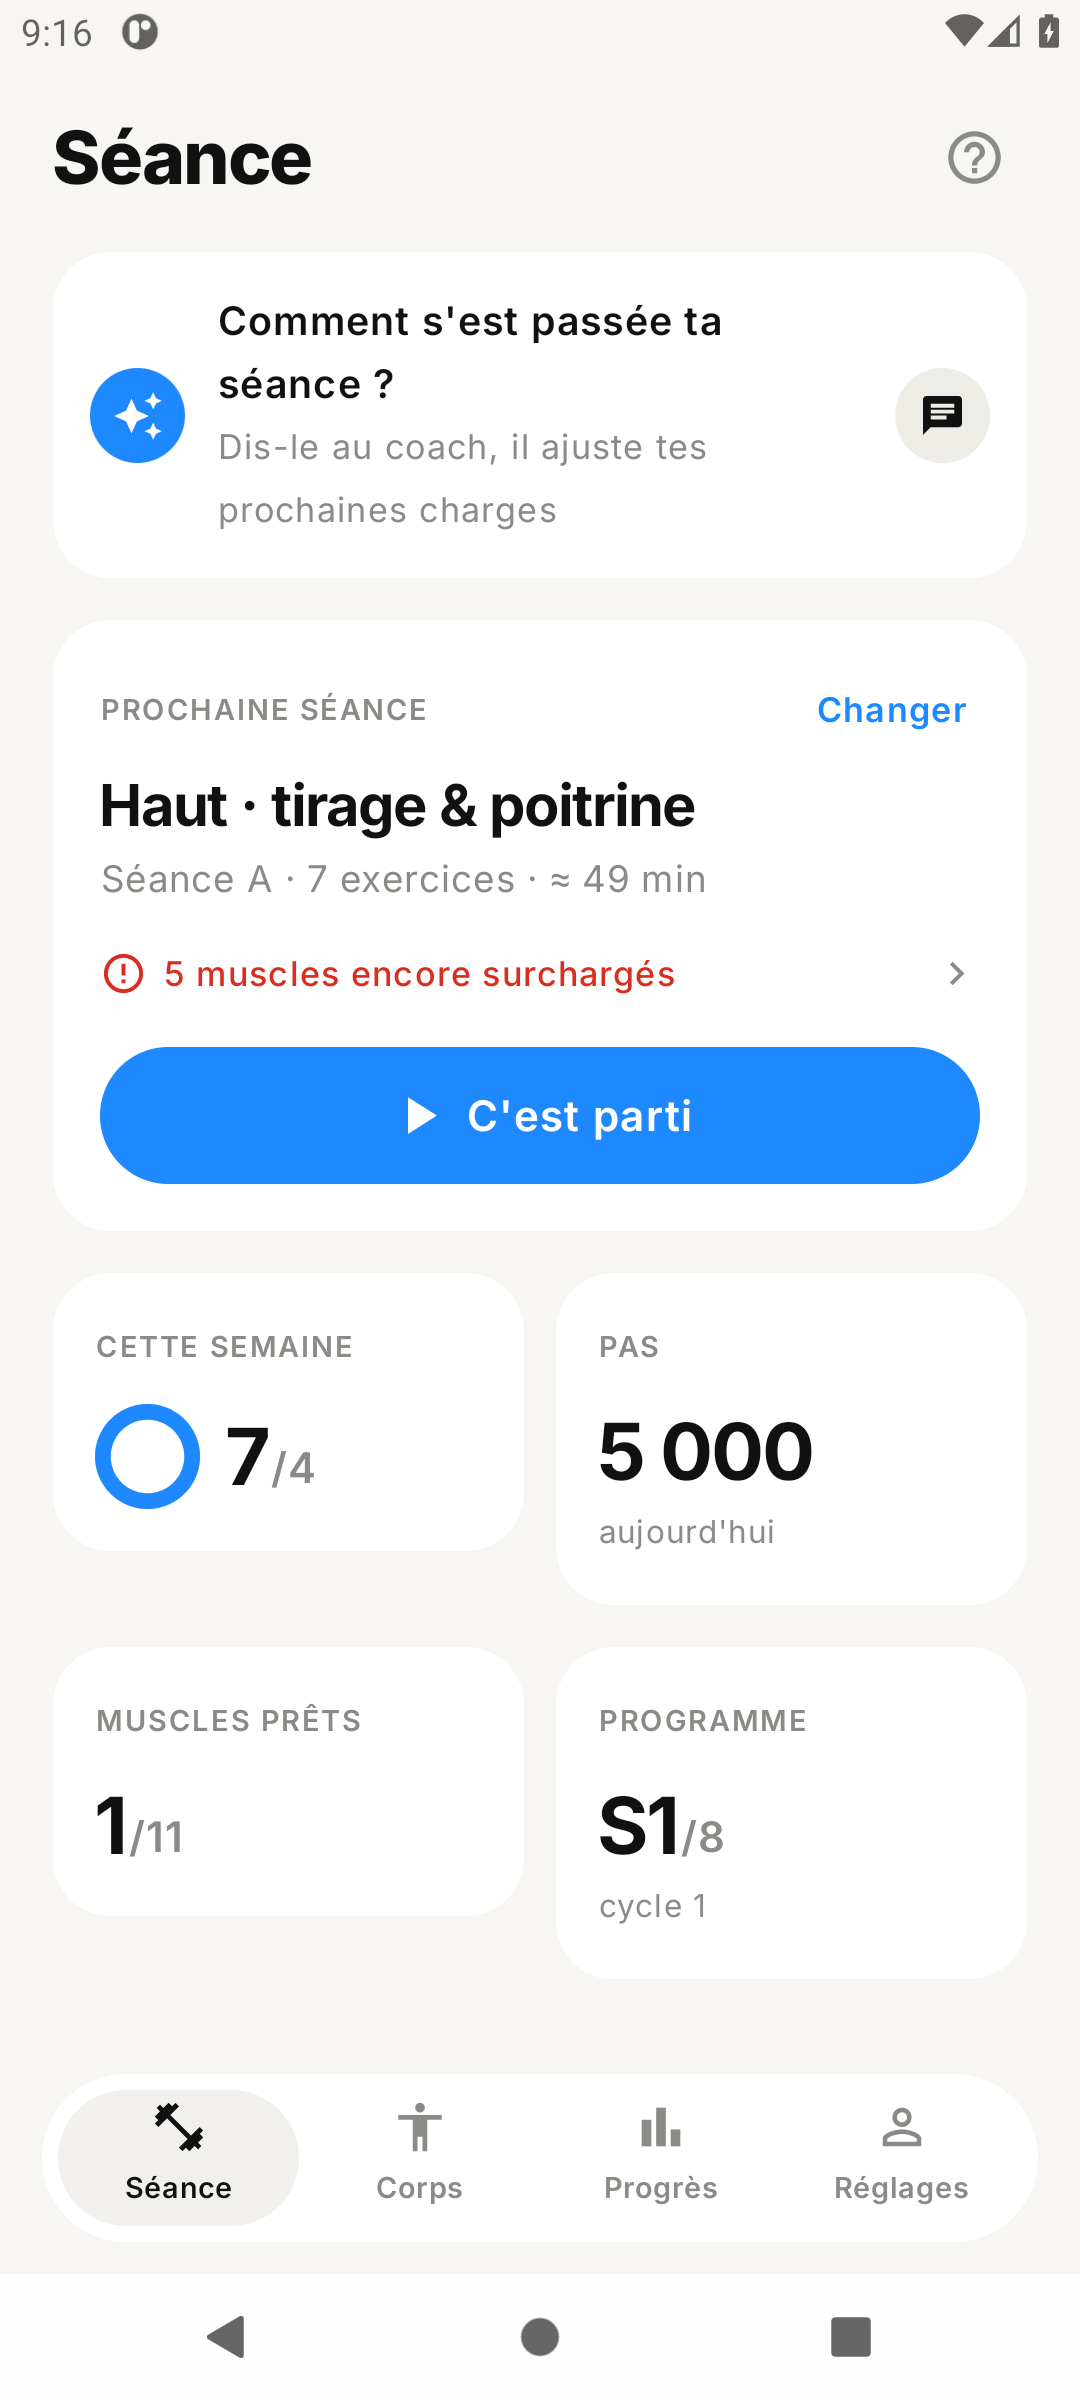 9:16
Séance
Comment s'est passée ta
séance ?
Dis-le au coach, il ajuste tes
prochaines charges
PROCHAINE SÉANCE
Changer
Haut · tirage & poitrine
Séance A · 7 exercices · ≈ 49 min
5 muscles encore surchargés
C'est parti
CETTE SEMAINE
7/4
PAS
5 000
aujourd'hui
MUSCLES PRÊTS
1/11
PROGRAMME
S1/8
cycle 1
Séance
Corps
Progrès
Réglages